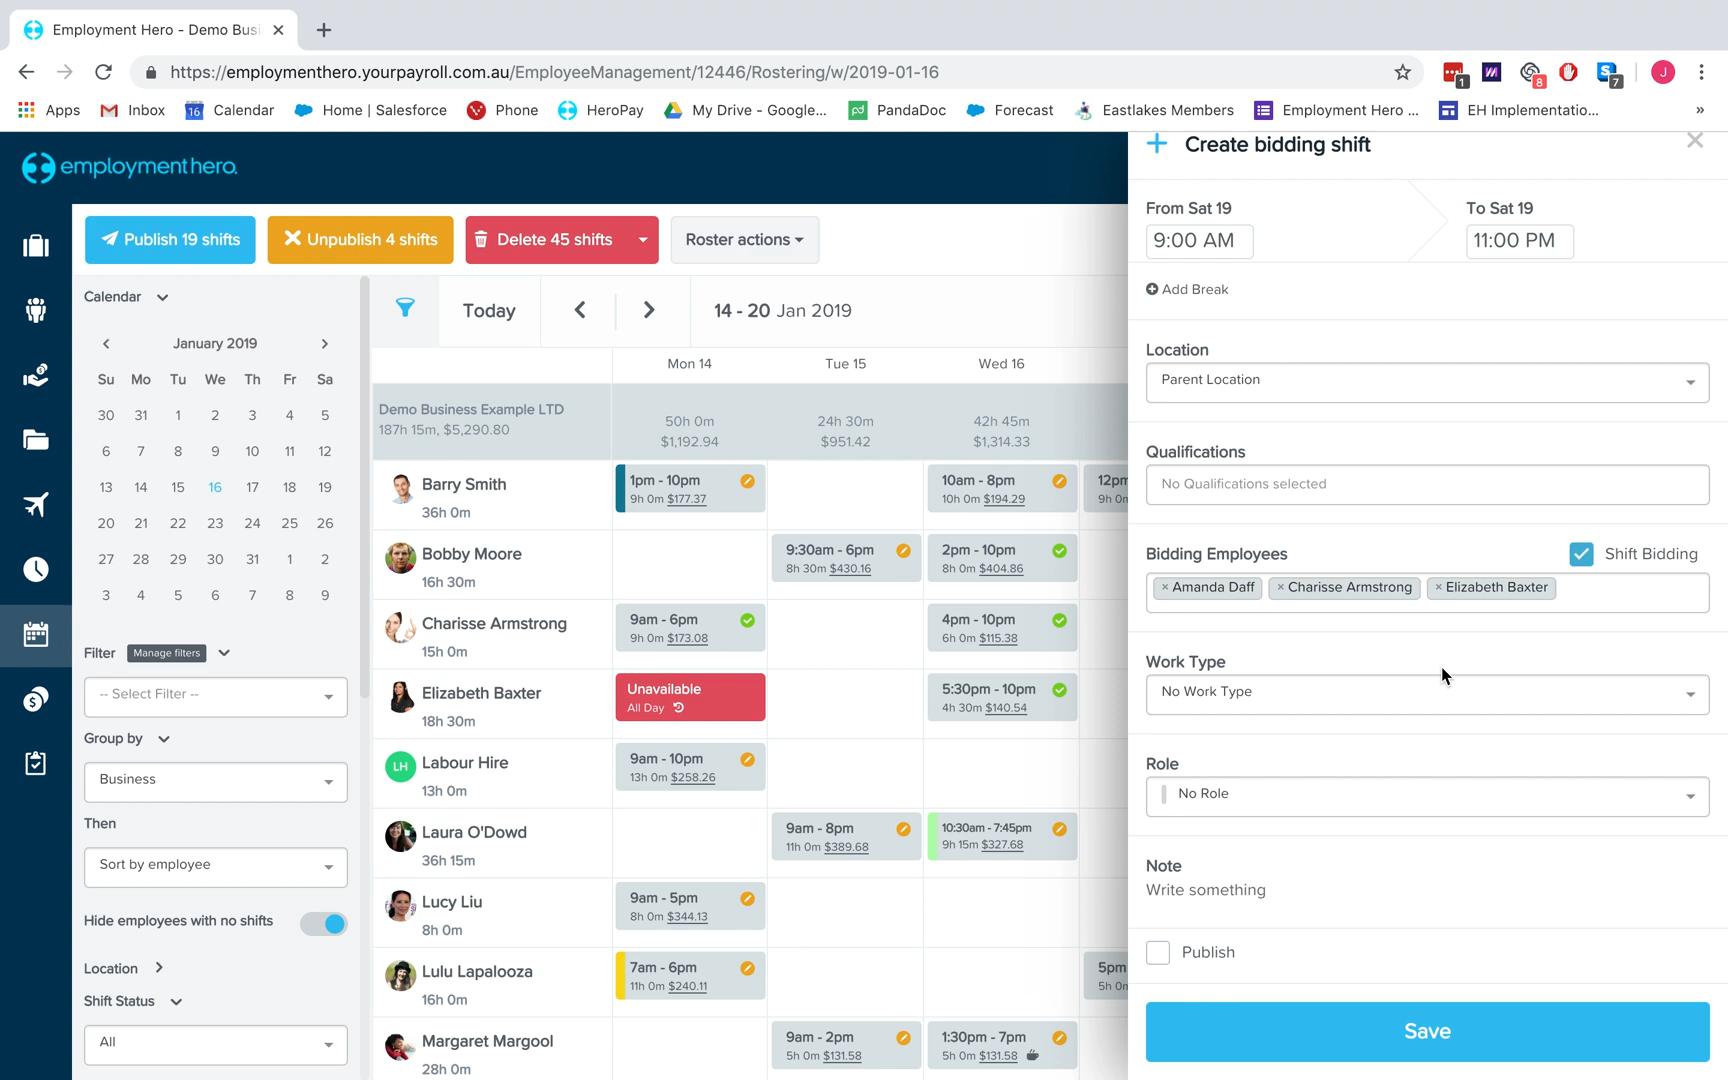 Employment Hero - Demo Busi
https://employmenthero.yourpayroll.com.au/EmployeeManagement/12446/Rostering/w/2019-01-16
1
8
7
J
Apps
Inbox
16
Calendar
Home | Salesforce
Phone
HeroPay
My Drive - Google...
PandaDoc
Forecast
Eastlakes Members
Employment Hero ...
EH Implementatio...
»
employmenthero.
Publish 19 shifts
Unpublish 4 shifts
Delete 45 shifts
Roster actions
Calendar
January 2019
Su Mo Tu We Th Fr Sa
30 31 1 2 3 4 5
6 7 8 9 10 11 12
13 14 15 16 17 18 19
20 21 22 23 24 25 26
27 28 29 30 31 1 2
3 4 5 6 7 8 9
Filter Manage filters
-- Select Filter --
Group by
Business
Then
Sort by employee
Hide employees with no shifts
Location
Shift Status
All
Today
14 - 20 Jan 2019
Mon 14 Tue 15 Wed 16
Demo Business Example LTD
187h 15m, $5,290.80
50h 0m
$1,192.94
24h 30m
$951.42
42h 45m
$1,314.33
Barry Smith
36h 0m
1pm - 10pm
9h 0m $177.37
10am - 8pm
10h 0m $194.29
12pm
9h 0m
Bobby Moore
16h 30m
9:30am - 6pm
8h 30m $430.16
2pm - 10pm
8h 0m $404.86
Charisse Armstrong
15h 0m
9am - 6pm
9h 0m $173.08
4pm - 10pm
6h 0m $115.38
Elizabeth Baxter
18h 30m
Unavailable
All Day
5:30pm - 10pm
4h 30m $140.54
LH
Labour Hire
13h 0m
9am - 10pm
13h 0m $258.26
Laura O'Dowd
36h 15m
9am - 8pm
11h 0m $389.68
10:30am - 7:45pm
9h 15m $327.68
Lucy Liu
8h 0m
9am - 5pm
8h 0m $344.13
Lulu Lapalooza
16h 0m
7am - 6pm
11h 0m $240.11
5pm
5h 0m
Margaret Margool
28h 0m
9am - 2pm
5h 0m $131.58
1:30pm - 7pm
5h 0m $131.58
Create bidding shift
From Sat 19
9:00 AM
To Sat 19
11:00 PM
Add Break
Location
Parent Location
Qualifications
No Qualifications selected
Bidding Employees
Shift Bidding
× Amanda Daff × Charisse Armstrong × Elizabeth Baxter
Work Type
No Work Type
Role
No Role
Note
Write something
Publish
Save